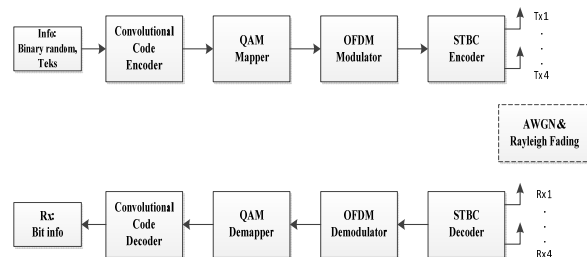 Info:
Binary random,
Teks
Convolutional
Code
Encoder
QAM
Mapper
OFDM
Modulator
STBC
Encoder
Tx1
.
.
.
Tx4
AWGN&
Rayleigh Fading
Rx:
Bit info
Convolutional
Code
Decoder
QAM
Demapper
OFDM
Demodulator
STBC
Decoder
Rx1
.
.
.
Rx4